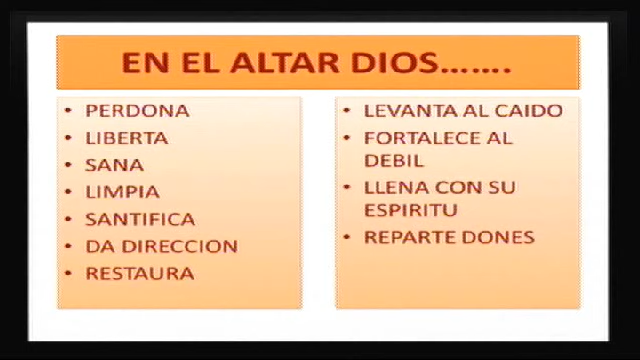 EN EL ALTAR DIOS.......
• PERDONA
• LIBERTA
• SANA
• LIMPIA
• SANTIFICA
• DA DIRECCION
• RESTAURA
• LEVANTA AL CAIDO
• FORTALECE AL
DEBIL
• LLENA CON SU
ESPIRITU
• REPARTE DONES